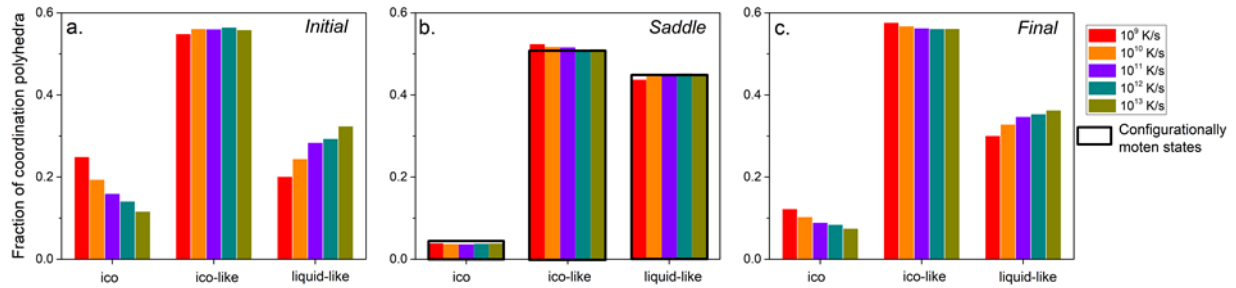 Fraction of coordination polyhedra
0.6
0.4
0.2
0.0
a.
Initial
ico
ico-like
liquid-like
0.6
0.4
0.2
0.0
b.
Saddle
ico
ico-like
liquid-like
0.6
0.4
0.2
0.0
c.
Final
ico
ico-like
liquid-like
10⁹ K/s
10¹⁰ K/s
10¹¹ K/s
10¹² K/s
10¹³ K/s
Configurationally
moten states